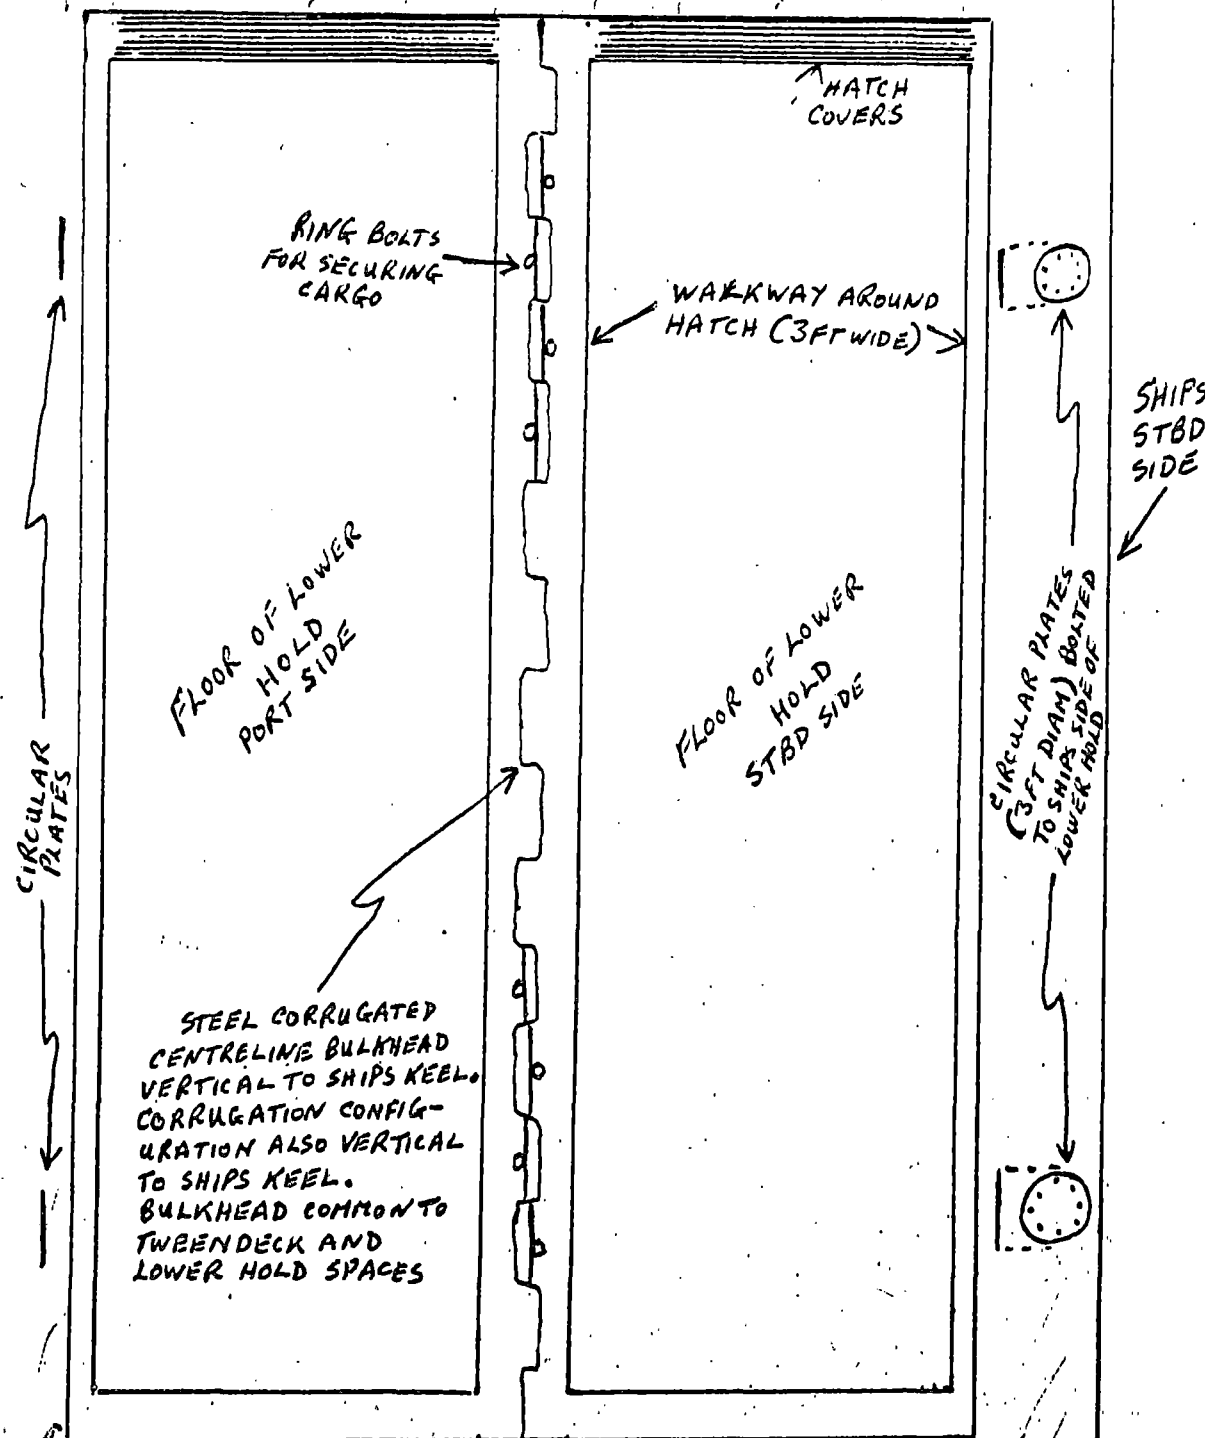 HATCH
COVERS
RING BOLTS
FOR SECURING
CARGO
WALKWAY AROUND
HATCH (3FT WIDE)
SHIPS
STBD
SIDE
FLOOR OF LOWER
HOLD
PORT SIDE
FLOOR OF LOWER
HOLD
STBD SIDE
CIRCULAR
PLATES
CIRCULAR PLATES
(3FT DIAM) BOLTED
TO SHIPS SIDE OF
LOWER HOLD
STEEL CORRUGATED
CENTRELINE BULKHEAD
VERTICAL TO SHIPS KEEL.
CORRUGATION CONFIG-
URATION ALSO VERTICAL
TO SHIPS KEEL.
BULKHEAD COMMON TO
TWEENDECK AND
LOWER HOLD SPACES